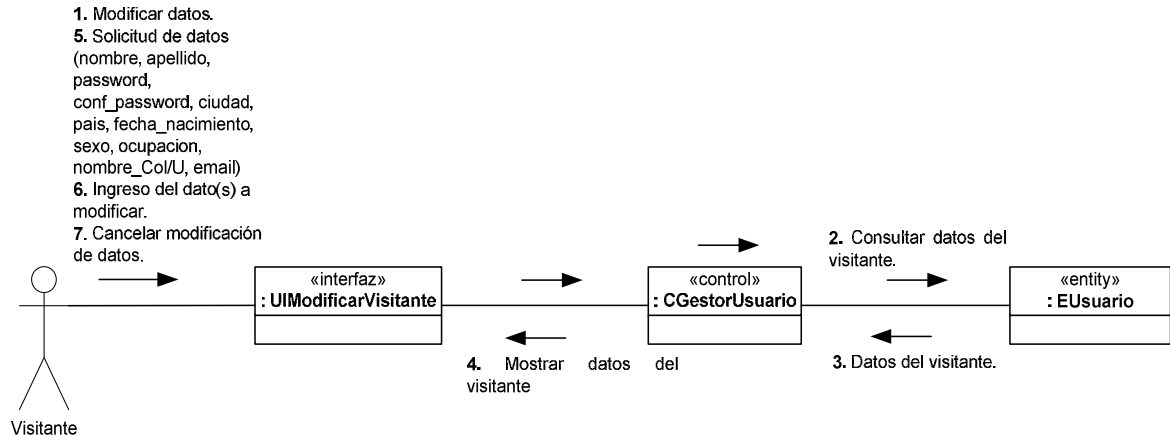 1. Modificar datos.
5. Solicitud de datos
(nombre, apellido,
password,
conf_password, ciudad,
pais, fecha_nacimiento,
sexo, ocupacion,
nombre_Col/U, email)
6. Ingreso del dato(s) a
modificar.
7. Cancelar modificación
de datos.
«interfaz»
: UIModificarVisitante
«control»
: CGestorUsuario
2. Consultar datos del
visitante.
«entity»
: EUsuario
4. Mostrar datos del
visitante
3. Datos del visitante.
Visitante